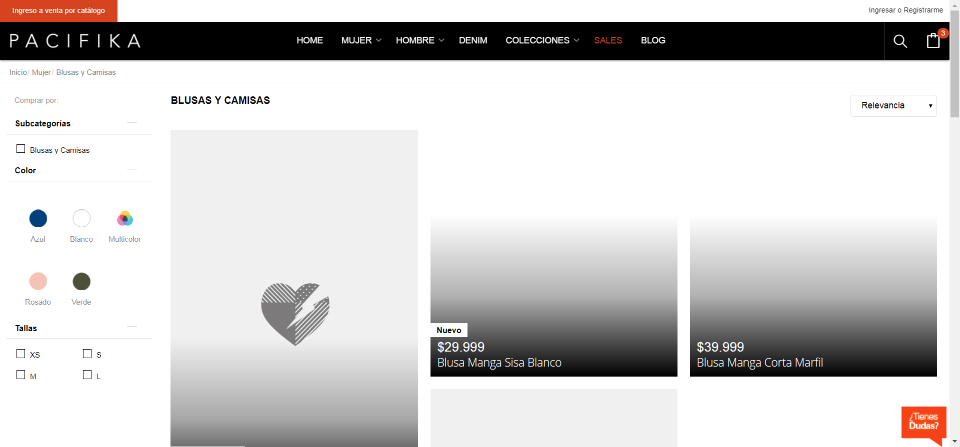 Ingreso a venta por catálogo
Ingresar o Registrarme
PACIFIKA
HOME MUJER HOMBRE DENIM COLECCIONES SALES BLOG
3
Inicio/ Mujer/ Blusas y Camisas
Comprar por:
BLUSAS Y CAMISAS
Relevancia
Subcategorías
Blusas y Camisas
Color
Azul Blanco Multicolor
Rosado Verde
Tallas
XS S
M L
Nuevo
$29.999
Blusa Manga Sisa Blanco
$39.999
Blusa Manga Corta Marfil
¿Tienes
Dudas?